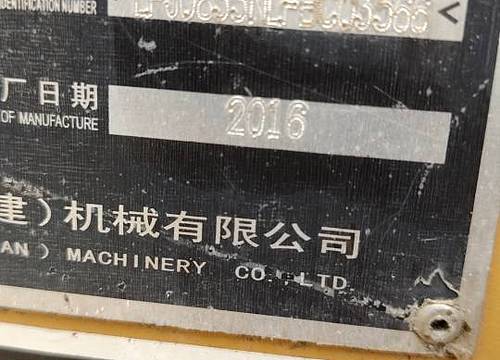 IDENTIFICATION NUMBER
厂日期
OF MANUFACTURE
2016
建）机械有限公司
AN ) MACHINERY CO.,LTD